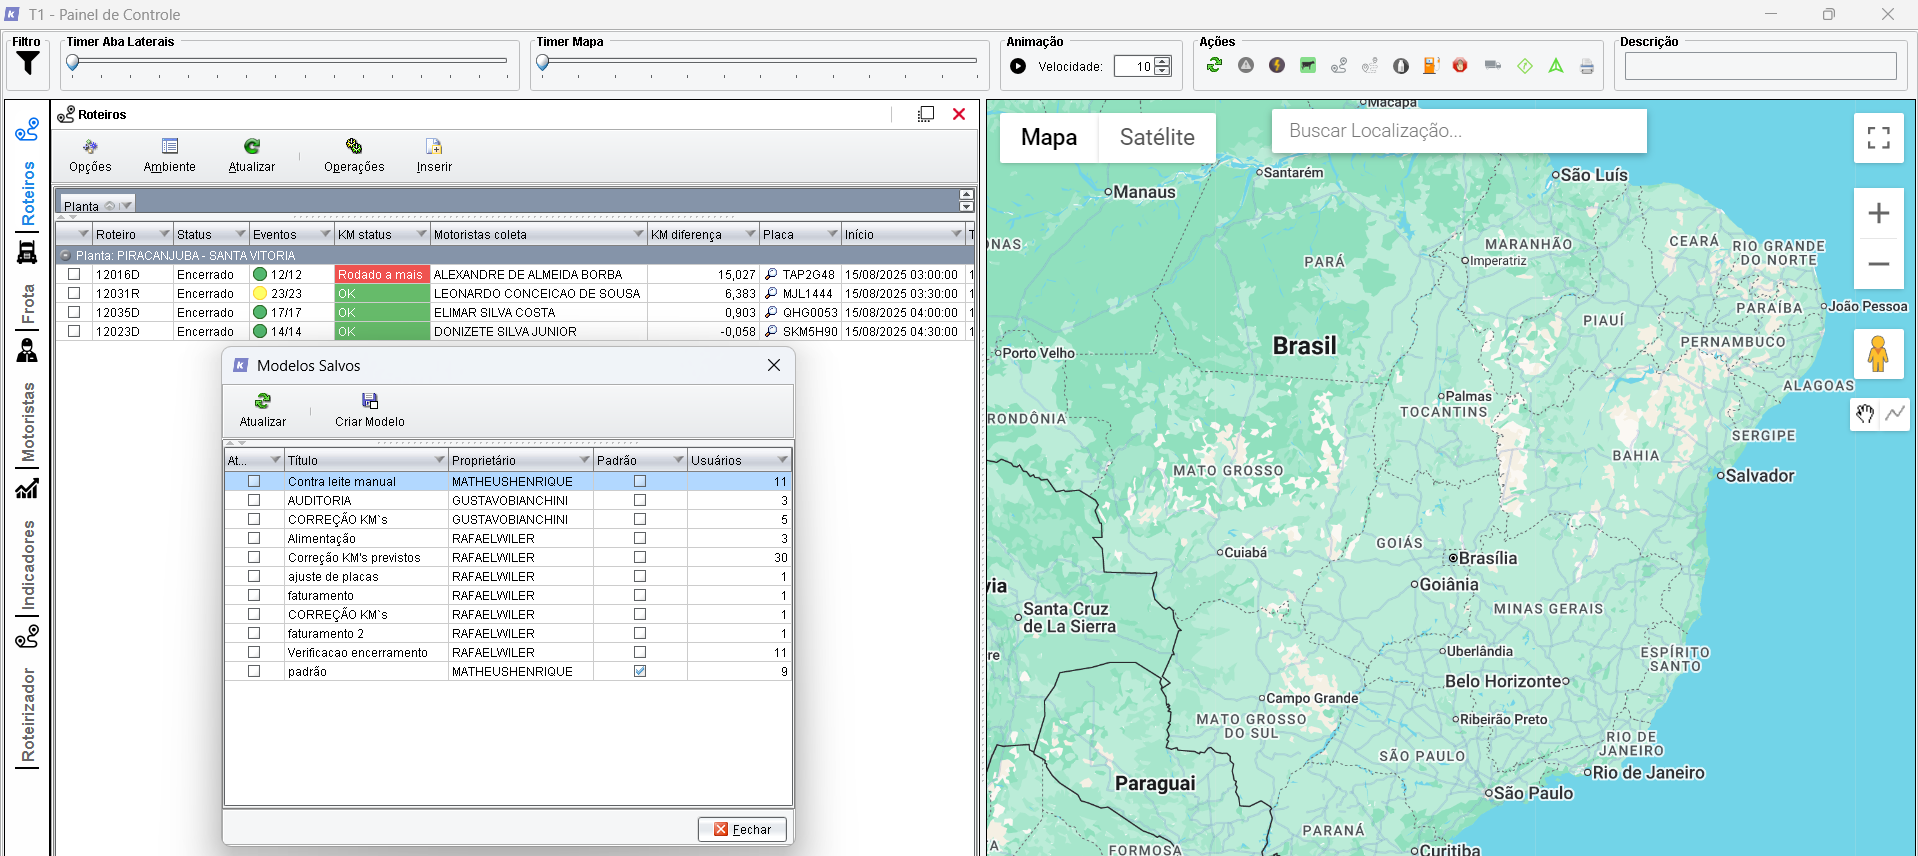 T1 - Painel de Controle
Filtro
Timer Aba Laterais
Timer Mapa
Animação
Velocidade: 10
Ações
Descrição
Roteiros
Frota
Motoristas
Indicadores
Roteirizador
Roteiros
Opções Ambiente Atualizar Operações Inserir
Planta
Roteiro Status Eventos KM status Motoristas coleta KM diferença Placa Início T
Planta: PIRACANJUBA - SANTA VITORIA
12016D Encerrado 12/12 Rodado a mais ALEXANDRE DE ALMEIDA BORBA 15,027 TAP2G48 15/08/2025 03:00:00 1
12031R Encerrado 23/23 OK LEONARDO CONCEICAO DE SOUSA 6,383 MJL1444 15/08/2025 03:30:00 1
12035D Encerrado 17/17 OK ELIMAR SILVA COSTA 0,903 QHG0053 15/08/2025 04:00:00 1
12023D Encerrado 14/14 OK DONIZETE SILVA JUNIOR -0,058 SKM5H90 15/08/2025 04:30:00 1
Modelos Salvos
Atualizar Criar Modelo
At... Título Proprietário Padrão Usuários
Contra leite manual MATHEUSHENRIQUE 11
AUDITORIA GUSTAVOBIANCHINI 3
CORREÇÃO KM`s GUSTAVOBIANCHINI 5
Alimentação RAFAELWILER 3
Correção KM's previstos RAFAELWILER 30
ajuste de placas RAFAELWILER 1
faturamento RAFAELWILER 1
CORREÇÃO KM`s RAFAELWILER 1
faturamento 2 RAFAELWILER 1
Verificacao encerramento RAFAELWILER 11
padrão MATHEUSHENRIQUE 9
Fechar
Mapa Satélite
Buscar Localização...
Macapá
Santarém
São Luís
Manaus
ONAS
MARANHÃO
CEARÁ
RIO GRANDE
DO NORTE
PARÁ
Imperatriz
PARAÍBA
João Pessoa
PIAUÍ
PERNAMBUCO
Brasil
Porto Velho
ALAGOAS
Palmas
TOCANTINS
RONDÔNIA
SERGIPE
BAHIA
MATO GROSSO
Salvador
GOIÁS
Cuiabá
Brasília
Goiânia
via
Santa Cruz
de La Sierra
MINAS GERAIS
re
Uberlândia
ESPÍRITO
SANTO
Belo Horizonte
Campo Grande
MATO GROSSO
DO SUL
Ribeirão Preto
RIO DE
JANEIRO
SÃO PAULO
Rio de Janeiro
Paraguai
São Paulo
PARANÁ
A
FORMOSA
Curitiba